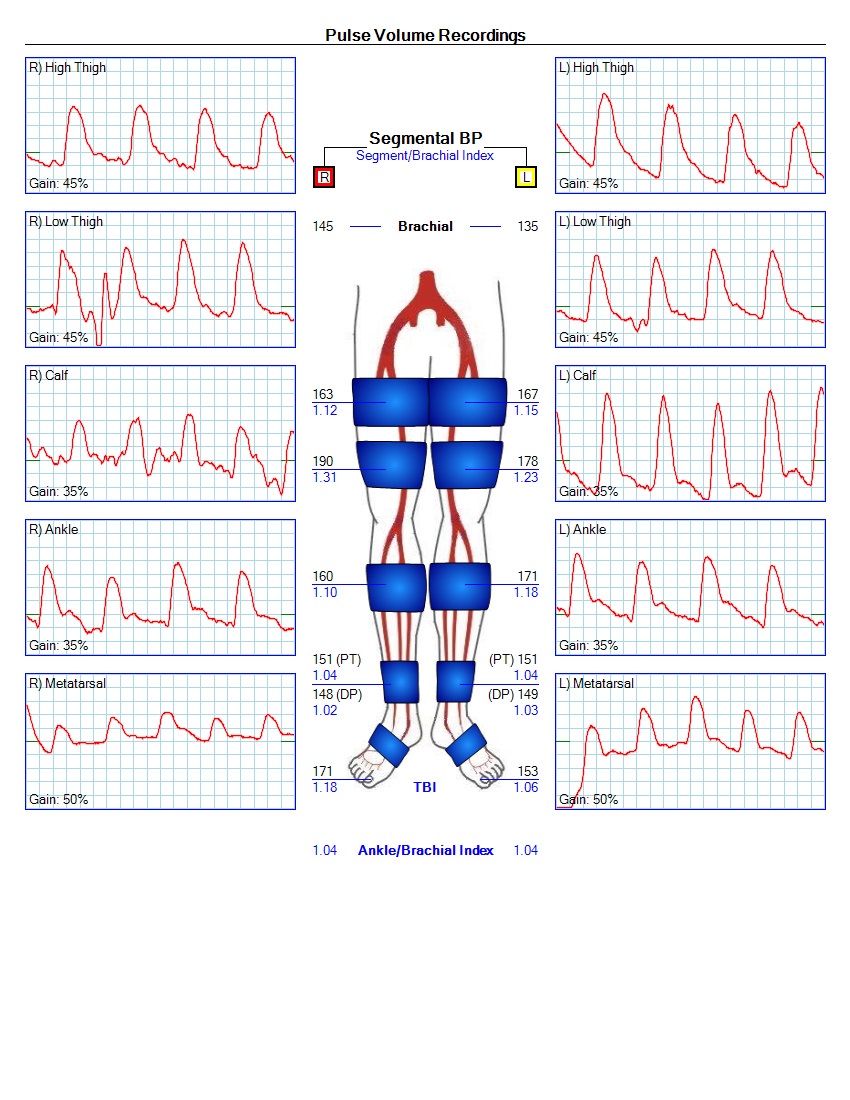 Pulse Volume Recordings
R) High Thigh
Gain: 45%
L) High Thigh
Gain: 45%
Segmental BP
Segment/Brachial Index
R
L
145 Brachial 135
R) Low Thigh
Gain: 45%
L) Low Thigh
Gain: 45%
R) Calf
Gain: 35%
L) Calf
Gain: 35%
163 167
1.12 1.15
190 178
1.31 1.23
R) Ankle
Gain: 35%
L) Ankle
Gain: 35%
160 171
1.10 1.18
151 (PT) (PT) 151
1.04 1.04
148 (DP) (DP) 149
1.02 1.03
R) Metatarsal
Gain: 50%
L) Metatarsal
Gain: 50%
171 153
1.18 TBI 1.06
1.04 Ankle/Brachial Index 1.04